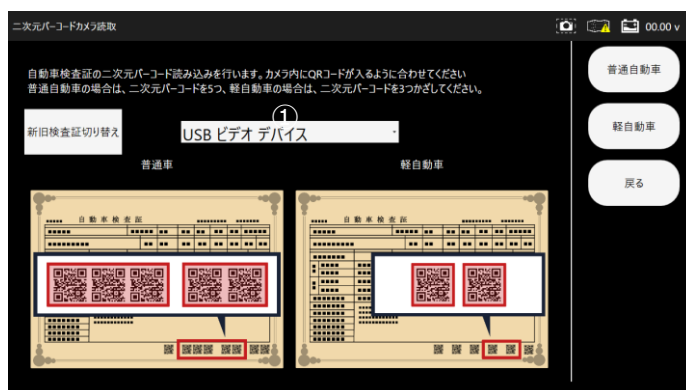 二次元バーコードカメラ読取
00.00 v
自動車検査証の二次元バーコード読み込みを行います。カメラ内にQRコードが入るように合わせてください
普通自動車の場合は、二次元バーコードを5つ、軽自動車の場合は、二次元バーコードを3つかざしてください。
新旧検査証切り替え
①
USB ビデオ デバイス
普通車
軽自動車
自動車検査証
自動車検査証
普通自動車
軽自動車
戻る